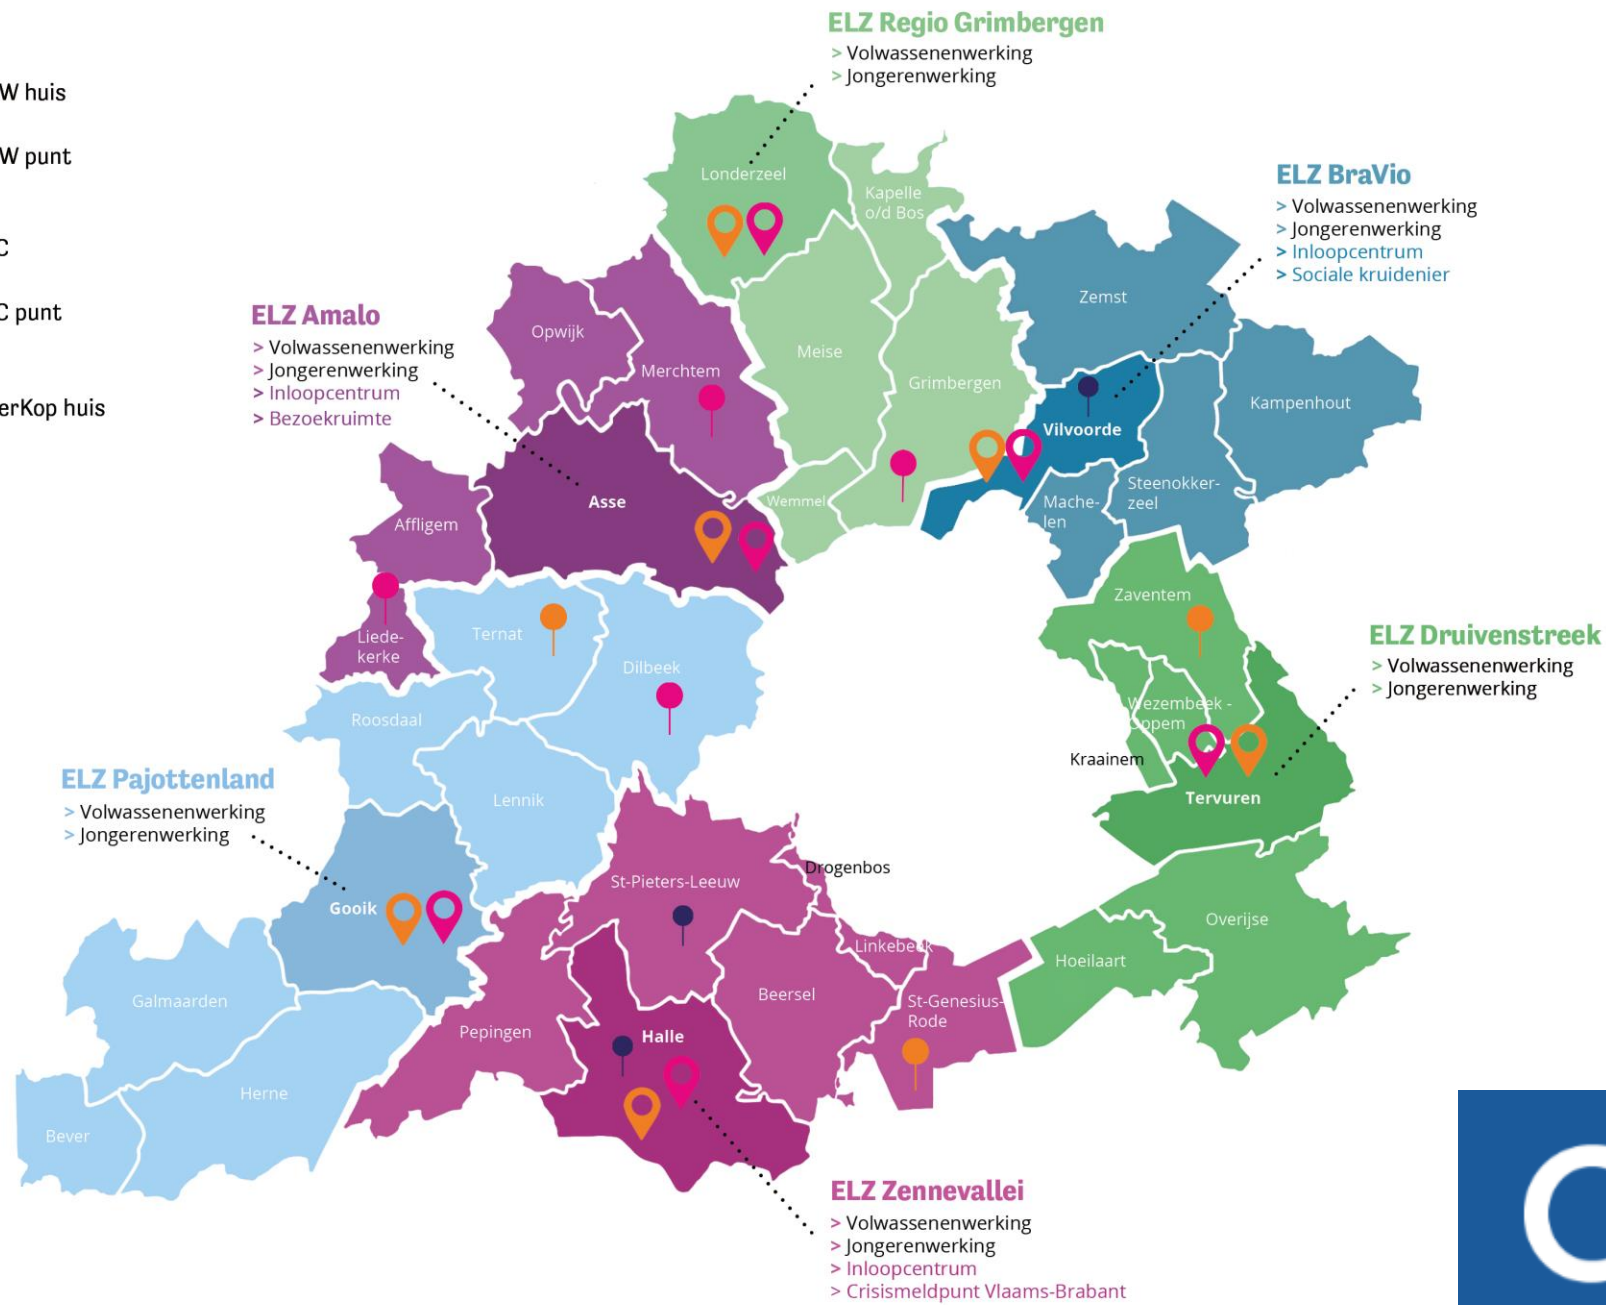 W huis
W punt
C
C punt
erKop huis
ELZ Regio Grimbergen
> Volwassenenwerking
> Jongerenwerking
ELZ BraVio
> Volwassenenwerking
> Jongerenwerking
> Inloopcentrum
> Sociale kruidenier
ELZ Amalo
> Volwassenenwerking
> Jongerenwerking
> Inloopcentrum
> Bezoekruimte
Londerzeel
Kapelle
o/d Bos
Zemst
Opwijk
Merchtem
Meise
Grimbergen
Kampenhout
Vilvoorde
Asse
Wemmel
Mache-
len
Steenokker-
zeel
Affligem
Zaventem
Liede-
kerke
Ternat
Dilbeek
ELZ Druivenstreek
> Volwassenenwerking
> Jongerenwerking
Roosdaal
Wezembeek -
Oppem
Kraainem
Tervuren
ELZ Pajottenland
> Volwassenenwerking
> Jongerenwerking
Lennik
Drogenbos
St-Pieters-Leeuw
Gooik
Overijse
Linkebeek
Hoeilaart
Galmaarden
Beersel
St-Genesius-
Rode
Pepingen
Halle
Herne
Bever
ELZ Zennevallei
> Volwassenenwerking
> Jongerenwerking
> Inloopcentrum
> Crisismeldpunt Vlaams-Brabant